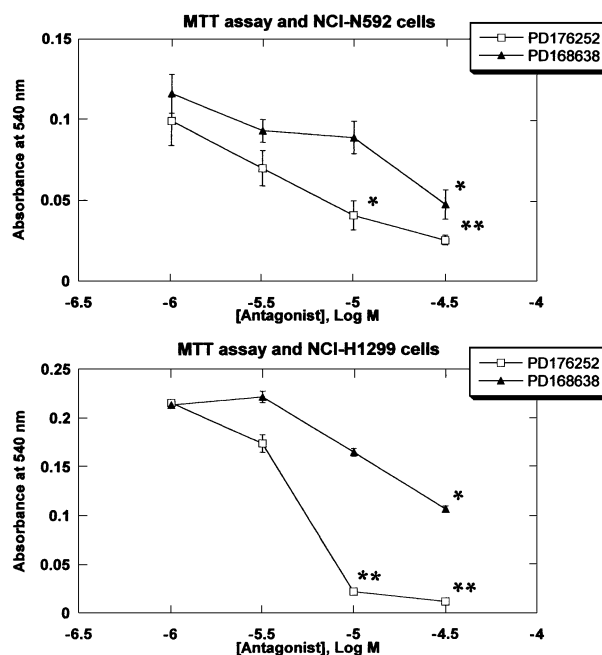 MTT assay and NCI-N592 cells
PD176252
PD168638
0.15
0.1
0.05
0
Absorbance at 540 nm
*
*
**
-6.5 -6 -5.5 -5 -4.5 -4
[Antagonist], Log M
MTT assay and NCI-H1299 cells
PD176252
PD168638
0.25
0.2
0.15
0.1
0.05
0
Absorbance at 540 nm
*
**
**
-6.5 -6 -5.5 -5 -4.5 -4
[Antagonist], Log M